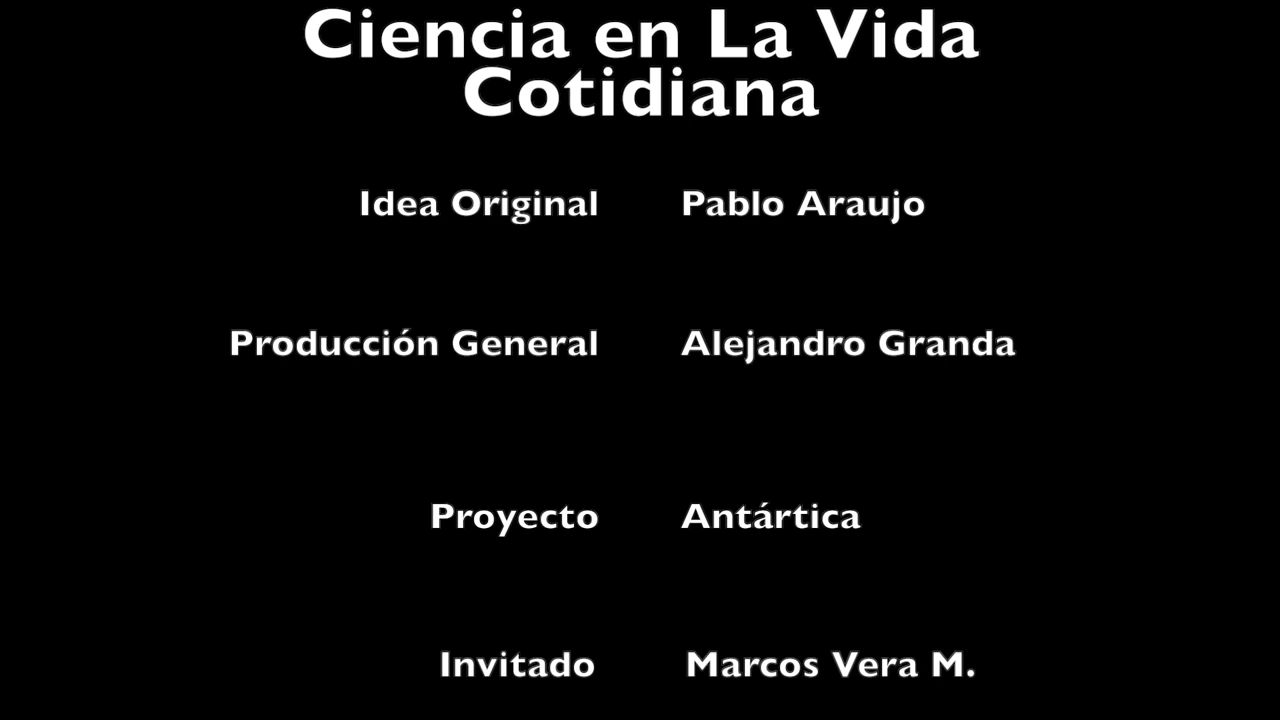 Ciencia en La Vida
Cotidiana
Idea Original Pablo Araujo
Producción General Alejandro Granda
Proyecto Antártica
Invitado Marcos Vera M.